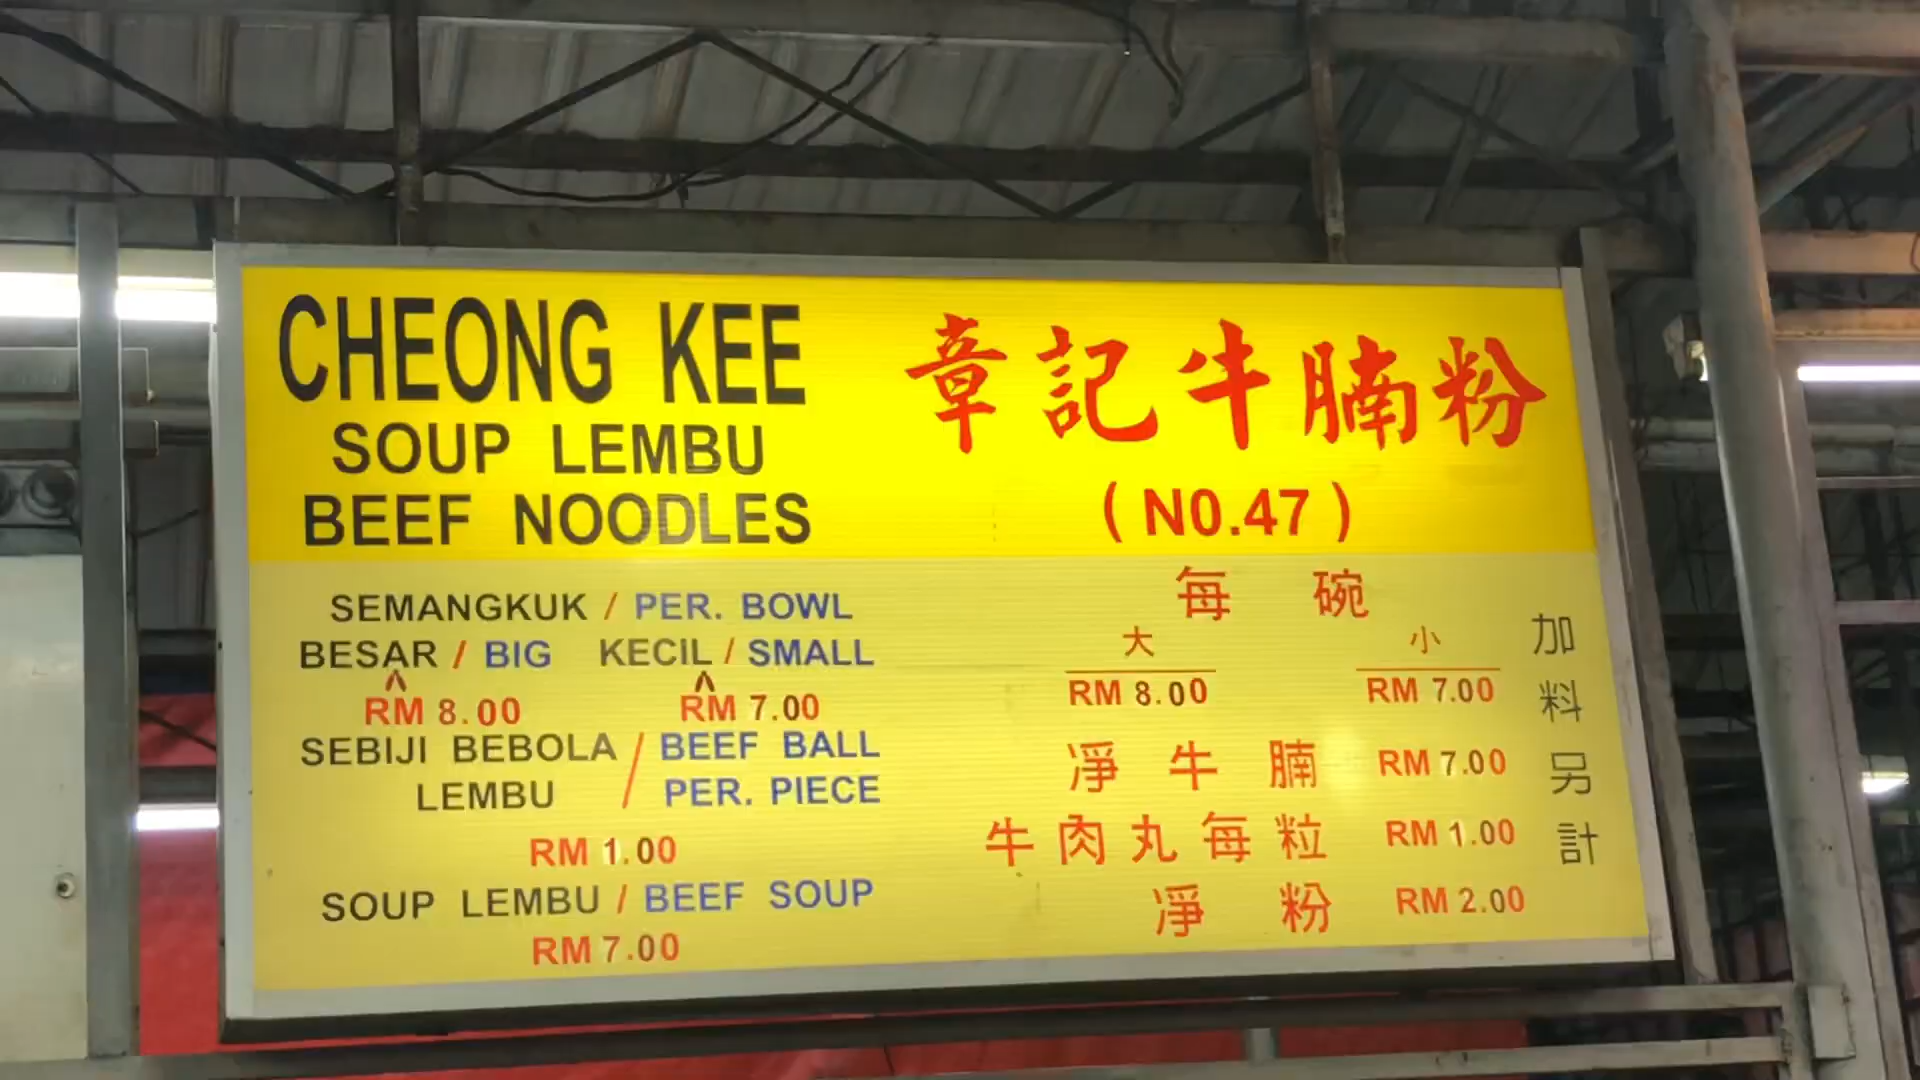 CHEONG KEE
SOUP LEMBU
BEEF NOODLES
章記牛腩粉
(NO.47)
SEMANGKUK / PER. BOWL
BESAR / BIG KECIL / SMALL
RM 8.00 RM 7.00
SEBIJI BEBOLA / BEEF BALL
LEMBU PER. PIECE
RM 1.00
SOUP LEMBU / BEEF SOUP
RM 7.00
每碗
大 小
RM 8.00 RM 7.00
淨牛腩 RM 7.00
牛肉丸每粒 RM 1.00
淨粉 RM 2.00
加料另計